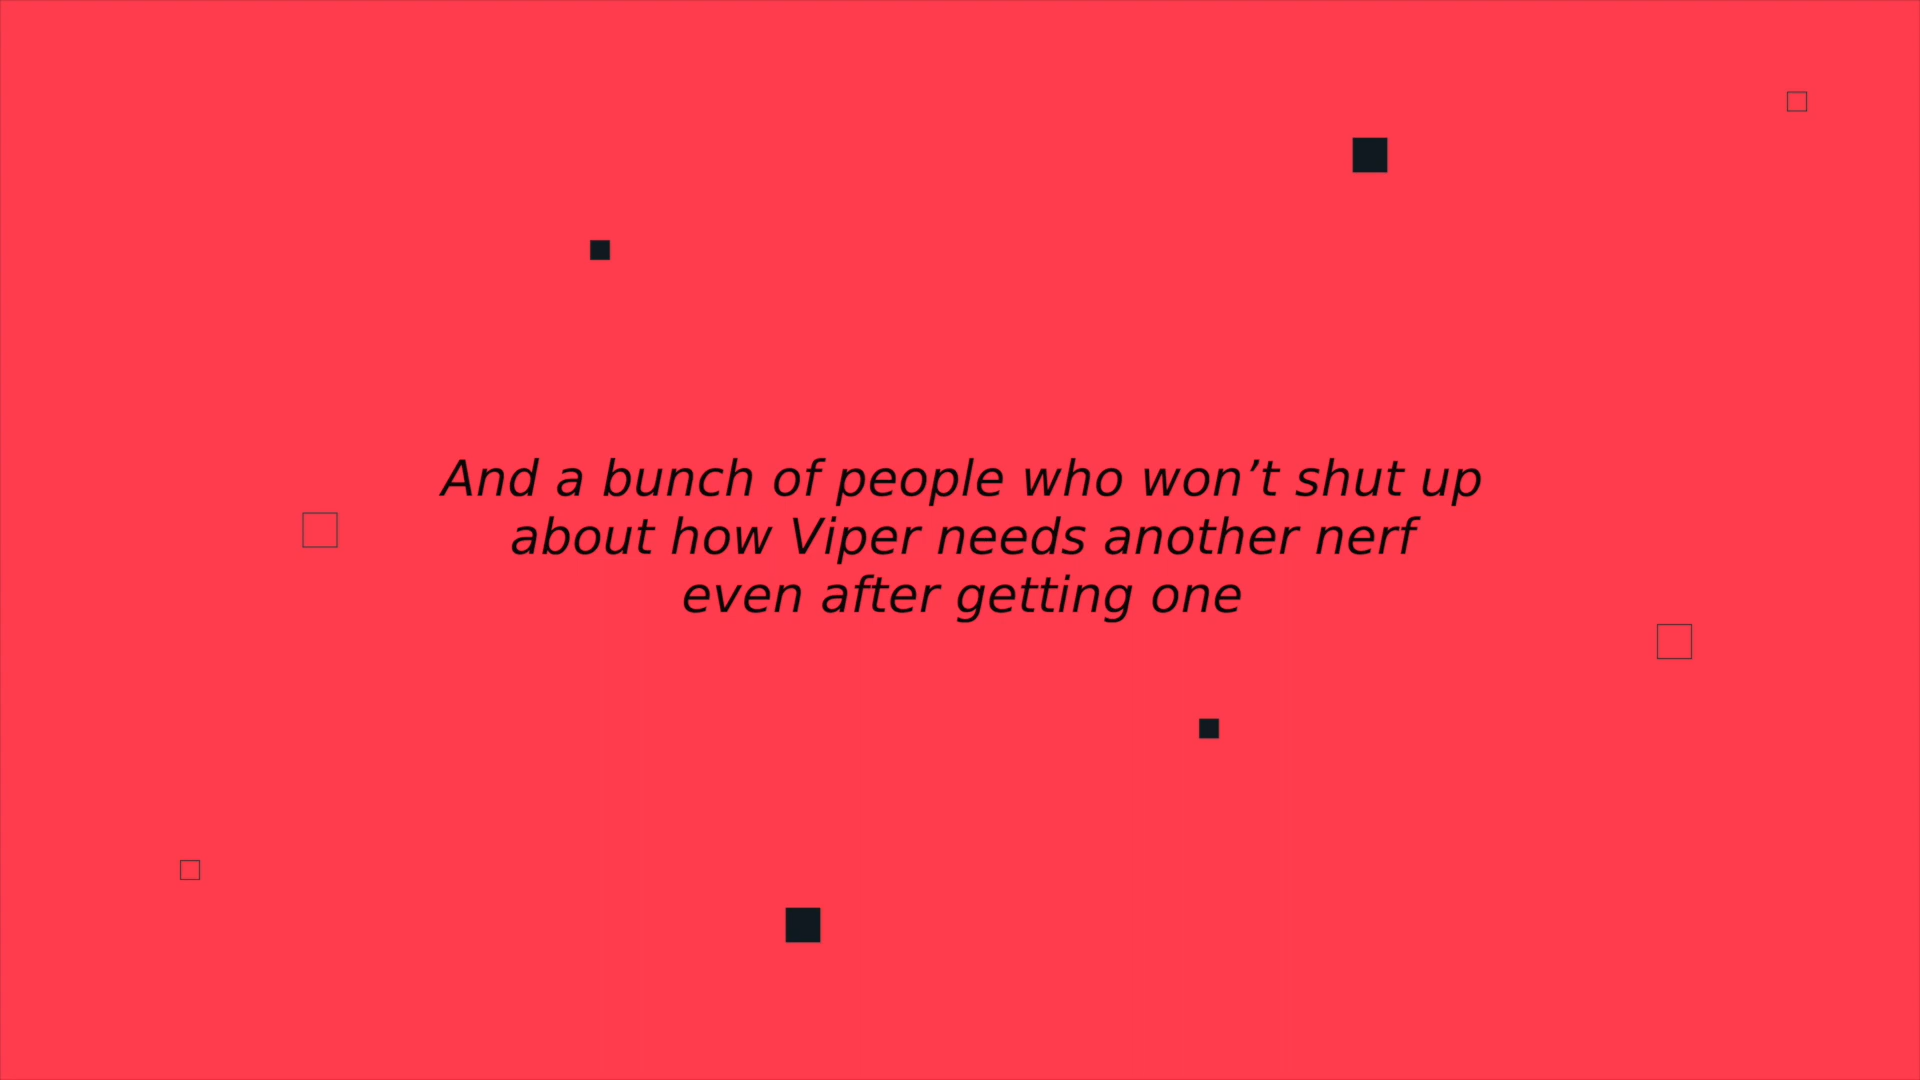 And a bunch of people who won’t shut up
about how Viper needs another nerf
even after getting one